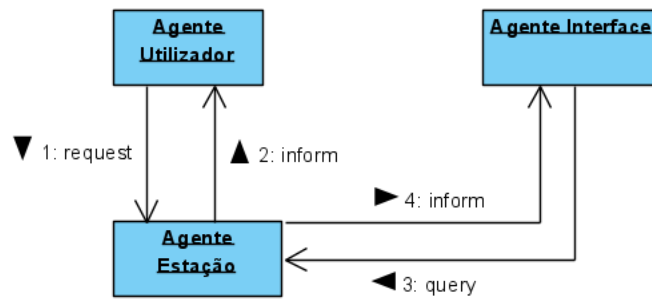 Agente
Utilizador
Agente Interface
1: request
2: inform
4: inform
Agente
Estação
3: query